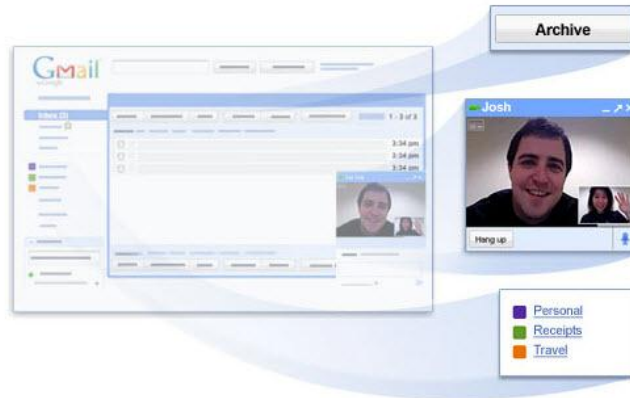 Archive
Gmail
Inbox (3)
1 - 3 of 3
3:34 pm
3:34 pm
3:34 pm
Josh
Hang up
Personal
Receipts
Travel